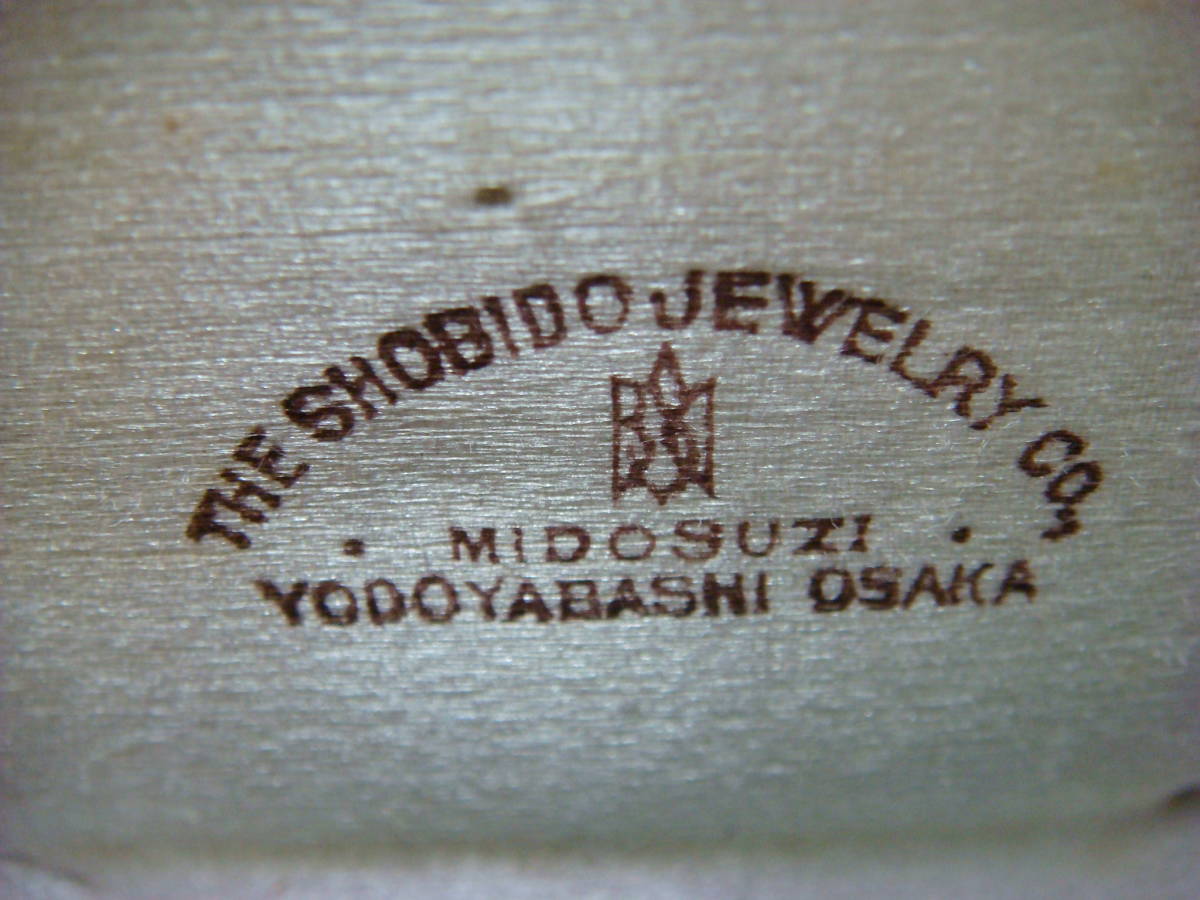 THE SHOBIDO JEWELRY CO.,
· MIDOSUZI ·
YODOYABASHI OSAKA